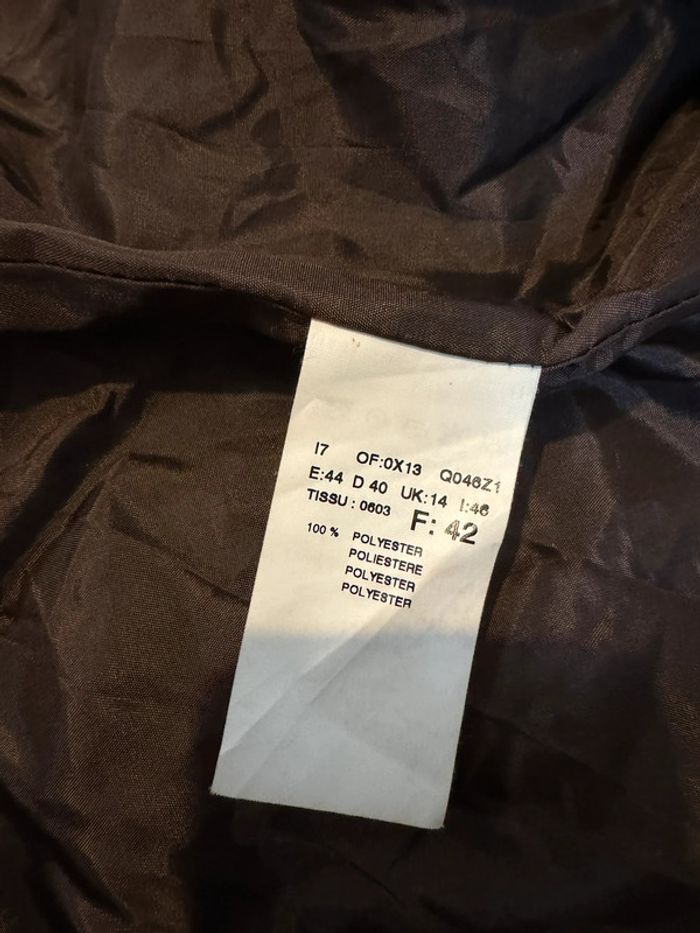 I7 OF:0X13 Q046Z1
E:44 D 40 UK:14 I:46
TISSU : 0603 F: 42
100 % POLYESTER
POLIESTERE
POLYESTER
POLYESTER